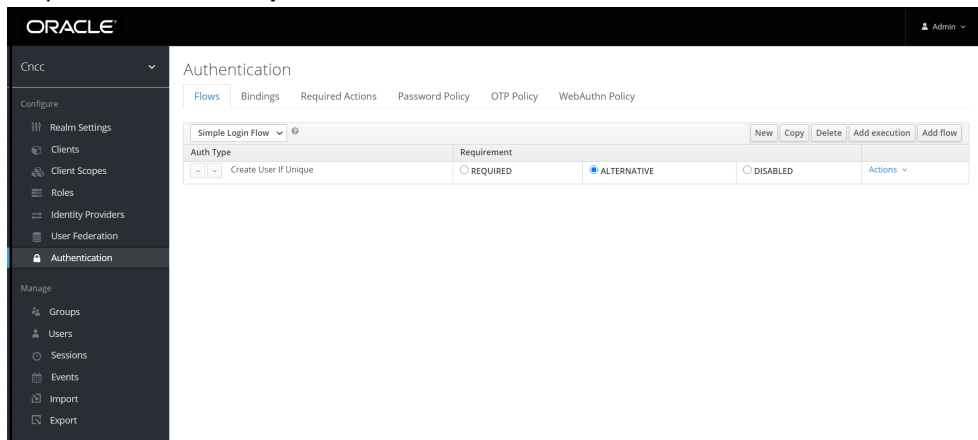 ORACLE
Admin
Cncc
Authentication
Flows Bindings Required Actions Password Policy OTP Policy WebAuthn Policy
Configure
Realm Settings
Clients
Client Scopes
Roles
Identity Providers
User Federation
Authentication
Manage
Groups
Users
Sessions
Events
Import
Export
Simple Login Flow New Copy Delete Add execution Add flow
Auth Type Requirement
Create User If Unique REQUIRED ALTERNATIVE DISABLED Actions